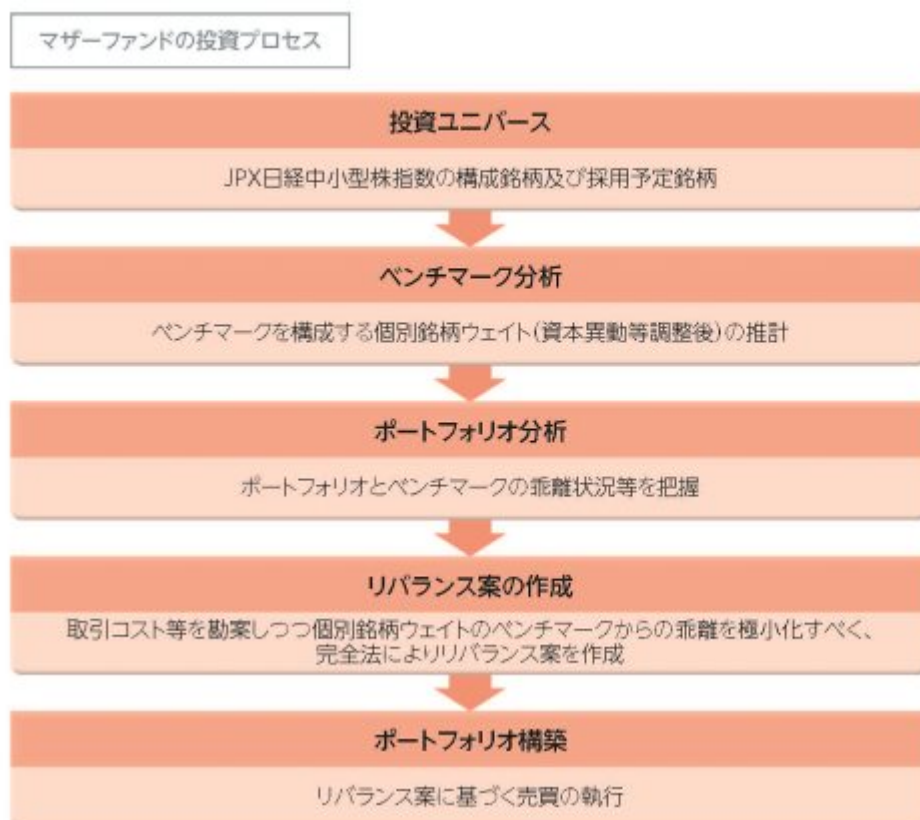 マザーファンドの投資プロセス
投資ユニバース
JPX日経中小型株指数の構成銘柄及び採用予定銘柄
ベンチマーク分析
ベンチマークを構成する個別銘柄ウェイト(資本異動等調整後)の推計
ポートフォリオ分析
ポートフォリオとベンチマークの乖離状況等を把握
リバランス案の作成
取引コスト等を勘案しつつ個別銘柄ウェイトのベンチマークからの乖離を極小化すべく、
完全法によりリバランス案を作成
ポートフォリオ構築
リバランス案に基づく売買の執行